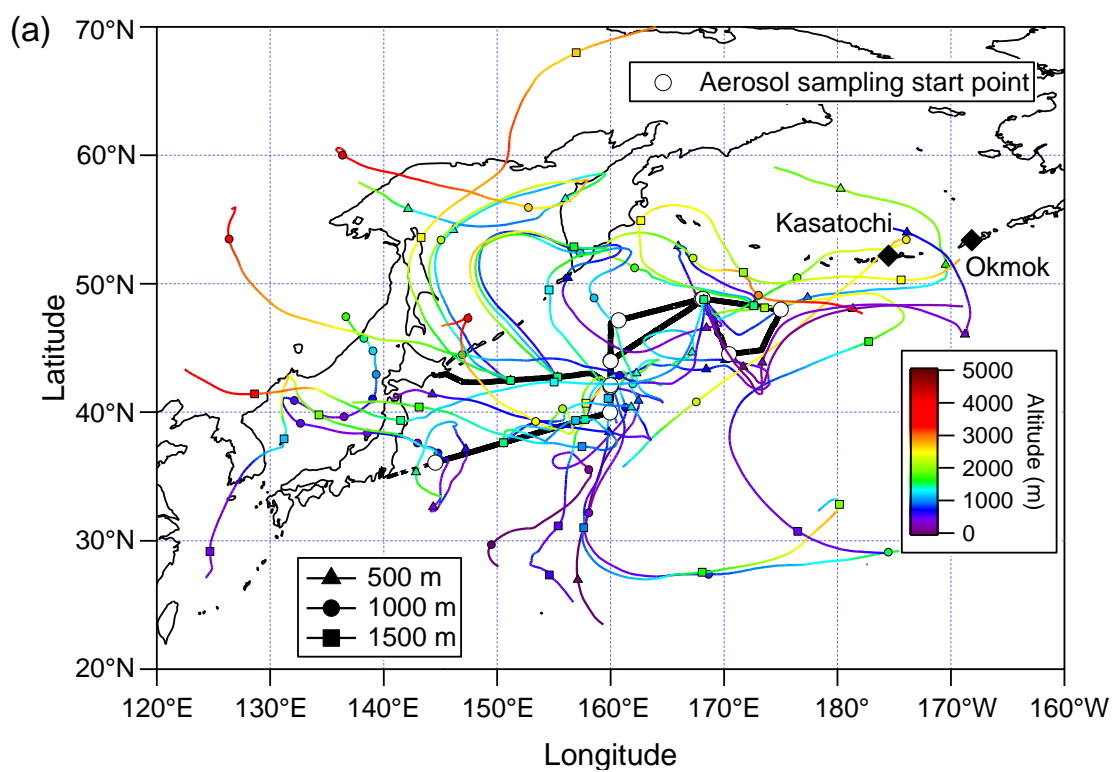 (a)
70°N
60°N
50°N
40°N
30°N
20°N
Latitude
Aerosol sampling start point
Kasatochi
Okmok
5000
4000
3000
2000
1000
0
Altitude (m)
500 m
1000 m
1500 m
120°E
130°E
140°E
150°E
160°E
170°E
180°
170°W
160°W
Longitude